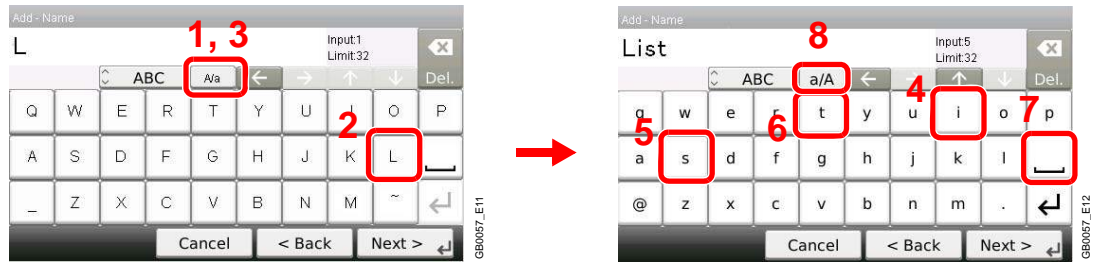 Add - Name
L
1, 3
Input:1
Limit:32
ABC
A/a
Del.
Q W E R T Y U I O P
2
A S D F G H J K L
_ Z X C V B N M ~
Cancel
< Back
Next >
GB0057_E11
Add - Name
List
8
Input:5
Limit:32
ABC
a/A
Del.
4
q w e r t y u i o p
5
6
7
a s d f g h j k l
@ z x c v b n m .
Cancel
< Back
Next >
GB0057_E12